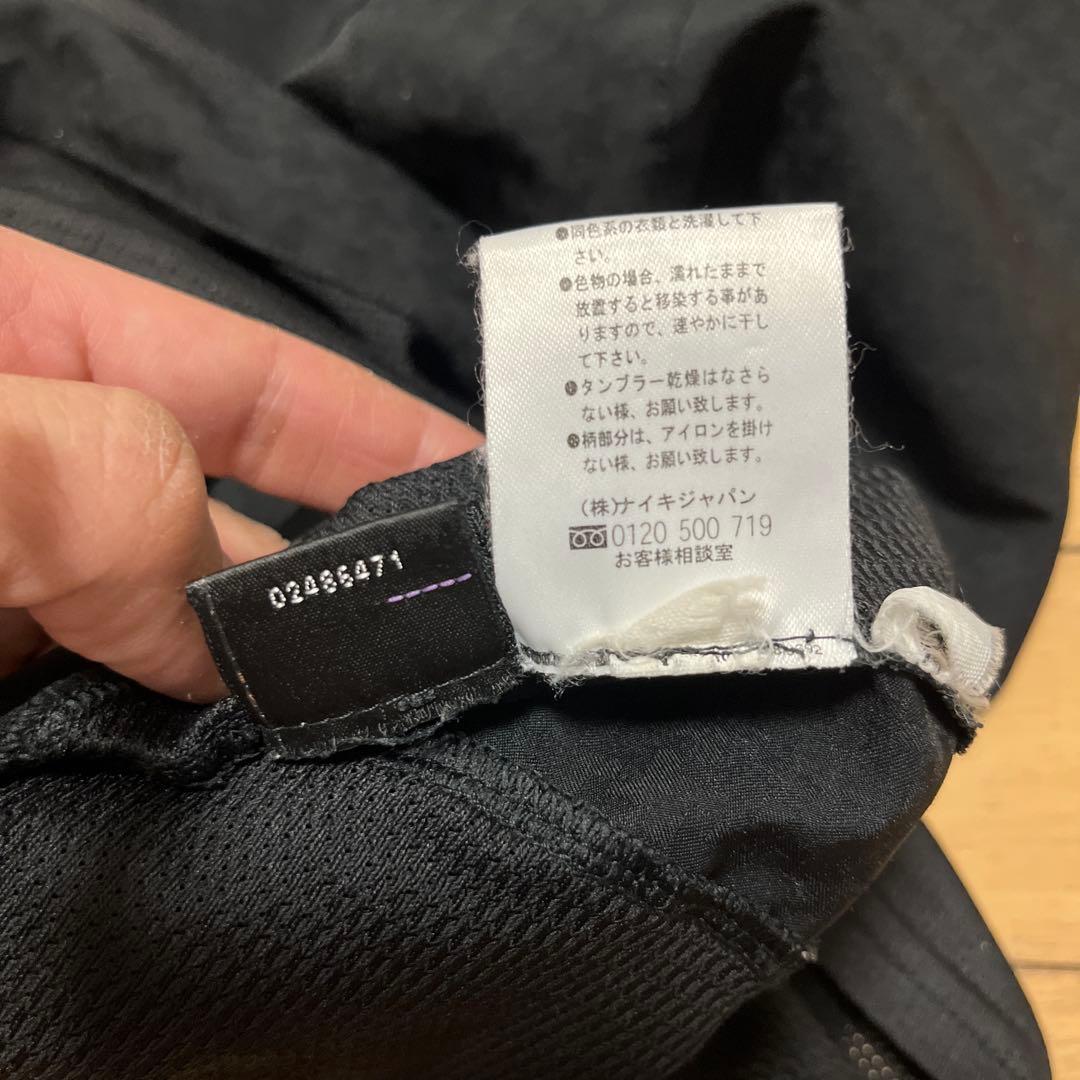 ●同色系の衣類と洗濯して下
さい。
●色物の場合、濡れたままで
放置すると移染する事があ
りますので、速やかに干し
て下さい。
●タンブラー乾燥はなさら
ない様、お願い致します。
●柄部分は、アイロンを掛け
ない様、お願い致します。
(株)ナイキジャパン
0120 500 719
お客様相談室
02486471